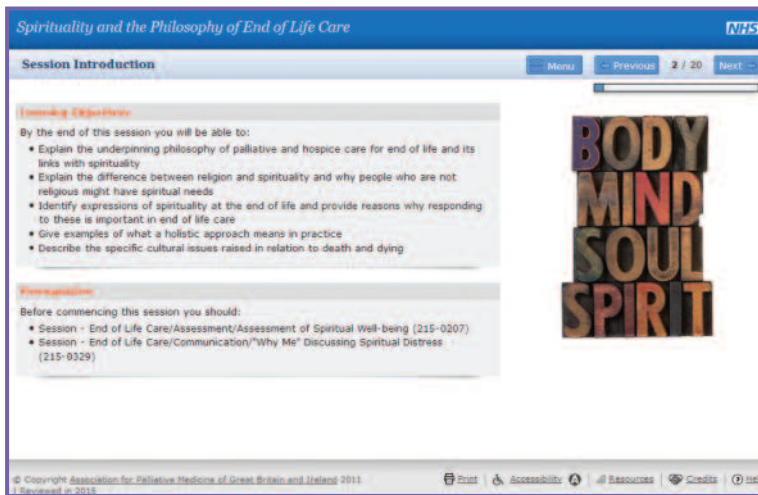 Spirituality and the Philosophy of End of Life Care
NHS
Session Introduction
Menu
Previous
2 / 20
Next
Learning Objectives
By the end of this session you will be able to:
• Explain the underpinning philosophy of palliative and hospice care for end of life and its
links with spirituality
• Explain the difference between religion and spirituality and why people who are not
religious might have spiritual needs
• Identify expressions of spirituality at the end of life and provide reasons why responding
to these is important in end of life care
• Give examples of what a holistic approach means in practice
• Describe the specific cultural issues raised in relation to death and dying
Prerequisites
Before commencing this session you should:
• Session - End of Life Care/Assessment/Assessment of Spiritual Well-being (215-0207)
• Session - End of Life Care/Communication/"Why Me" Discussing Spiritual Distress
(215-0329)
BODY
MIND
SOUL
SPIRIT
© Copyright Association for Palliative Medicine of Great Britain and Ireland 2011
| Reviewed in 2015
Print | Accessibility | Resources | Credits | Hel